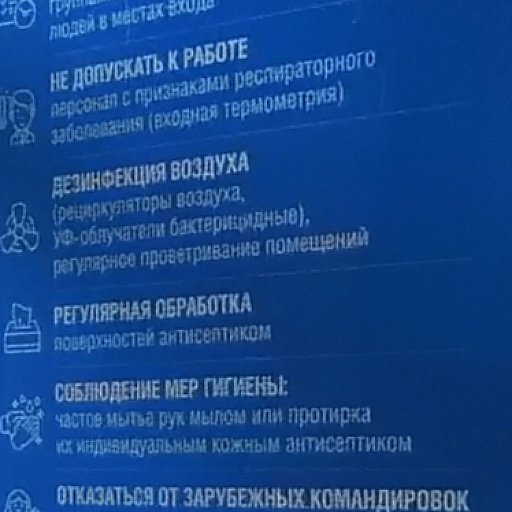 людей в местах входа
НЕ ДОПУСКАТЬ К РАБОТЕ
персонал с признаками респираторного
заболевания (входная термометрия)
ДЕЗИНФЕКЦИЯ ВОЗДУХА
(рециркуляторы воздуха,
УФ-облучатели бактерицидные),
регулярное проветривание помещений
РЕГУЛЯРНАЯ ОБРАБОТКА
поверхностей антисептиком
СОБЛЮДЕНИЕ МЕР ГИГИЕНЫ:
частое мытье рук мылом или протирка
их индивидуальным кожным антисептиком
ОТКАЗАТЬСЯ ОТ ЗАРУБЕЖНЫХ КОМАНДИРОВОК